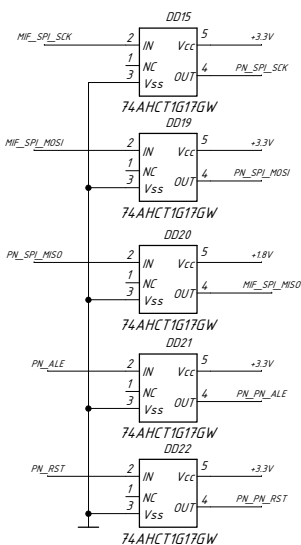 DD15
MIF_SPI_SCK 2 IN Vcc 5 +3.3V
1 NC
3 Vss OUT 4 PN_SPI_SCK
74AHCT1G17GW
DD19
MIF_SPI_MOSI 2 IN Vcc 5 +3.3V
1 NC
3 Vss OUT 4 PN_SPI_MOSI
74AHCT1G17GW
DD20
PN_SPI_MISO 2 IN Vcc 5 +1.8V
1 NC
3 Vss OUT 4 MIF_SPI_MISO
74AHCT1G17GW
DD21
PN_ALE 2 IN Vcc 5 +3.3V
1 NC
3 Vss OUT 4 PN_PN_ALE
74AHCT1G17GW
DD22
PN_RST 2 IN Vcc 5 +3.3V
1 NC
3 Vss OUT 4 PN_PN_RST
74AHCT1G17GW